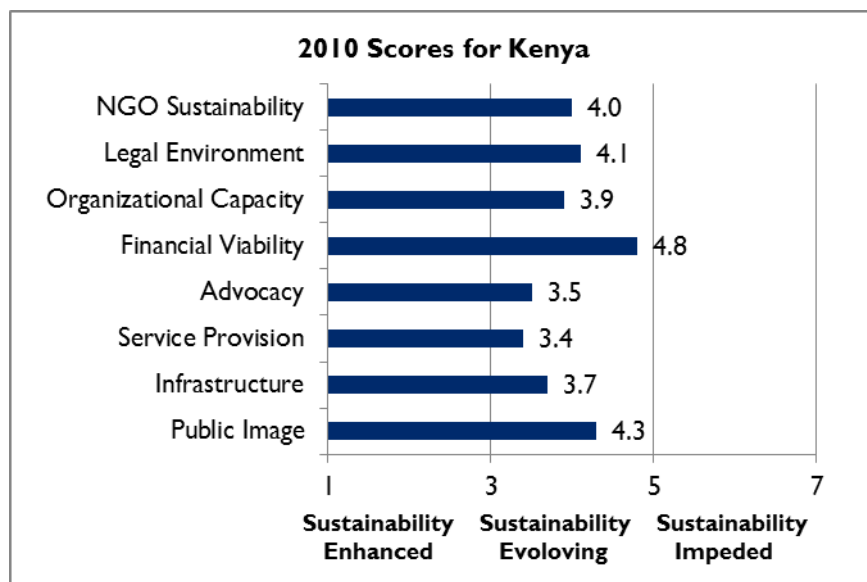 2010 Scores for Kenya
NGO Sustainability 4.0
Legal Environment 4.1
Organizational Capacity 3.9
Financial Viability 4.8
Advocacy 3.5
Service Provision 3.4
Infrastructure 3.7
Public Image 4.3
1 3 5 7
Sustainability Sustainability Sustainability
Enhanced Evoloving Impeded